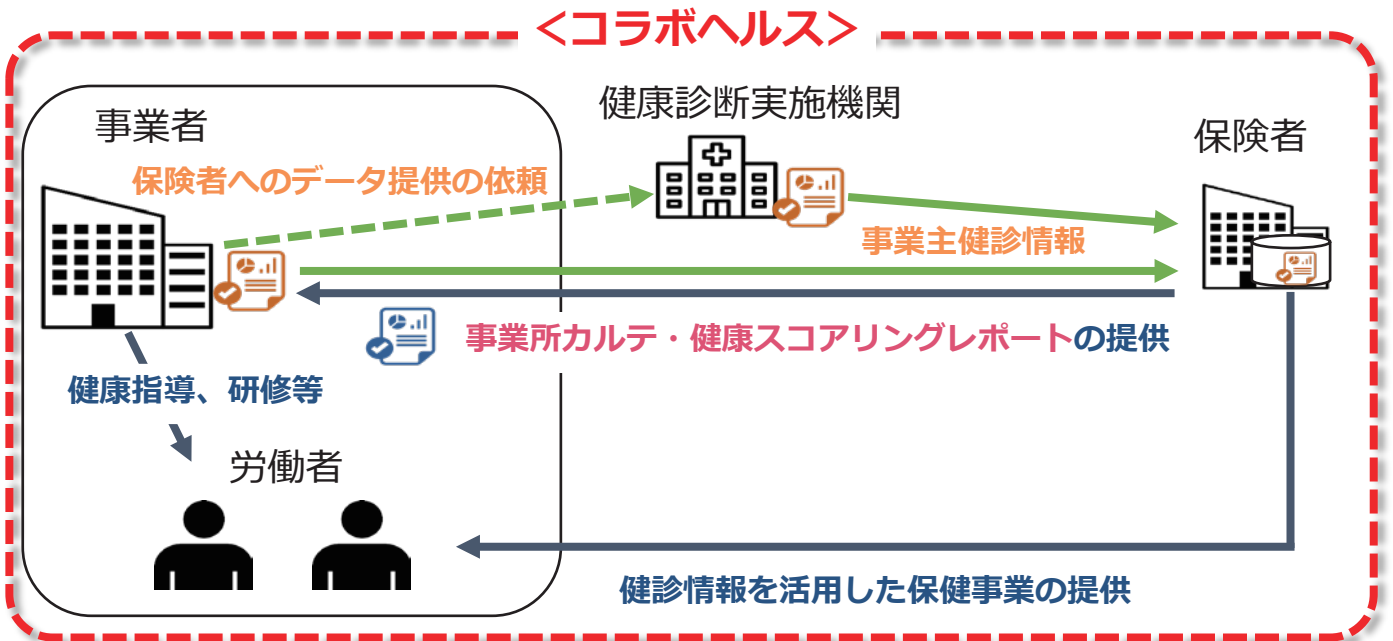 ＜コラボヘルス＞
事業者
健康診断実施機関
保険者
保険者へのデータ提供の依頼
事業主健診情報
事業所カルテ・健康スコアリングレポートの提供
健康指導、研修等
労働者
健診情報を活用した保健事業の提供